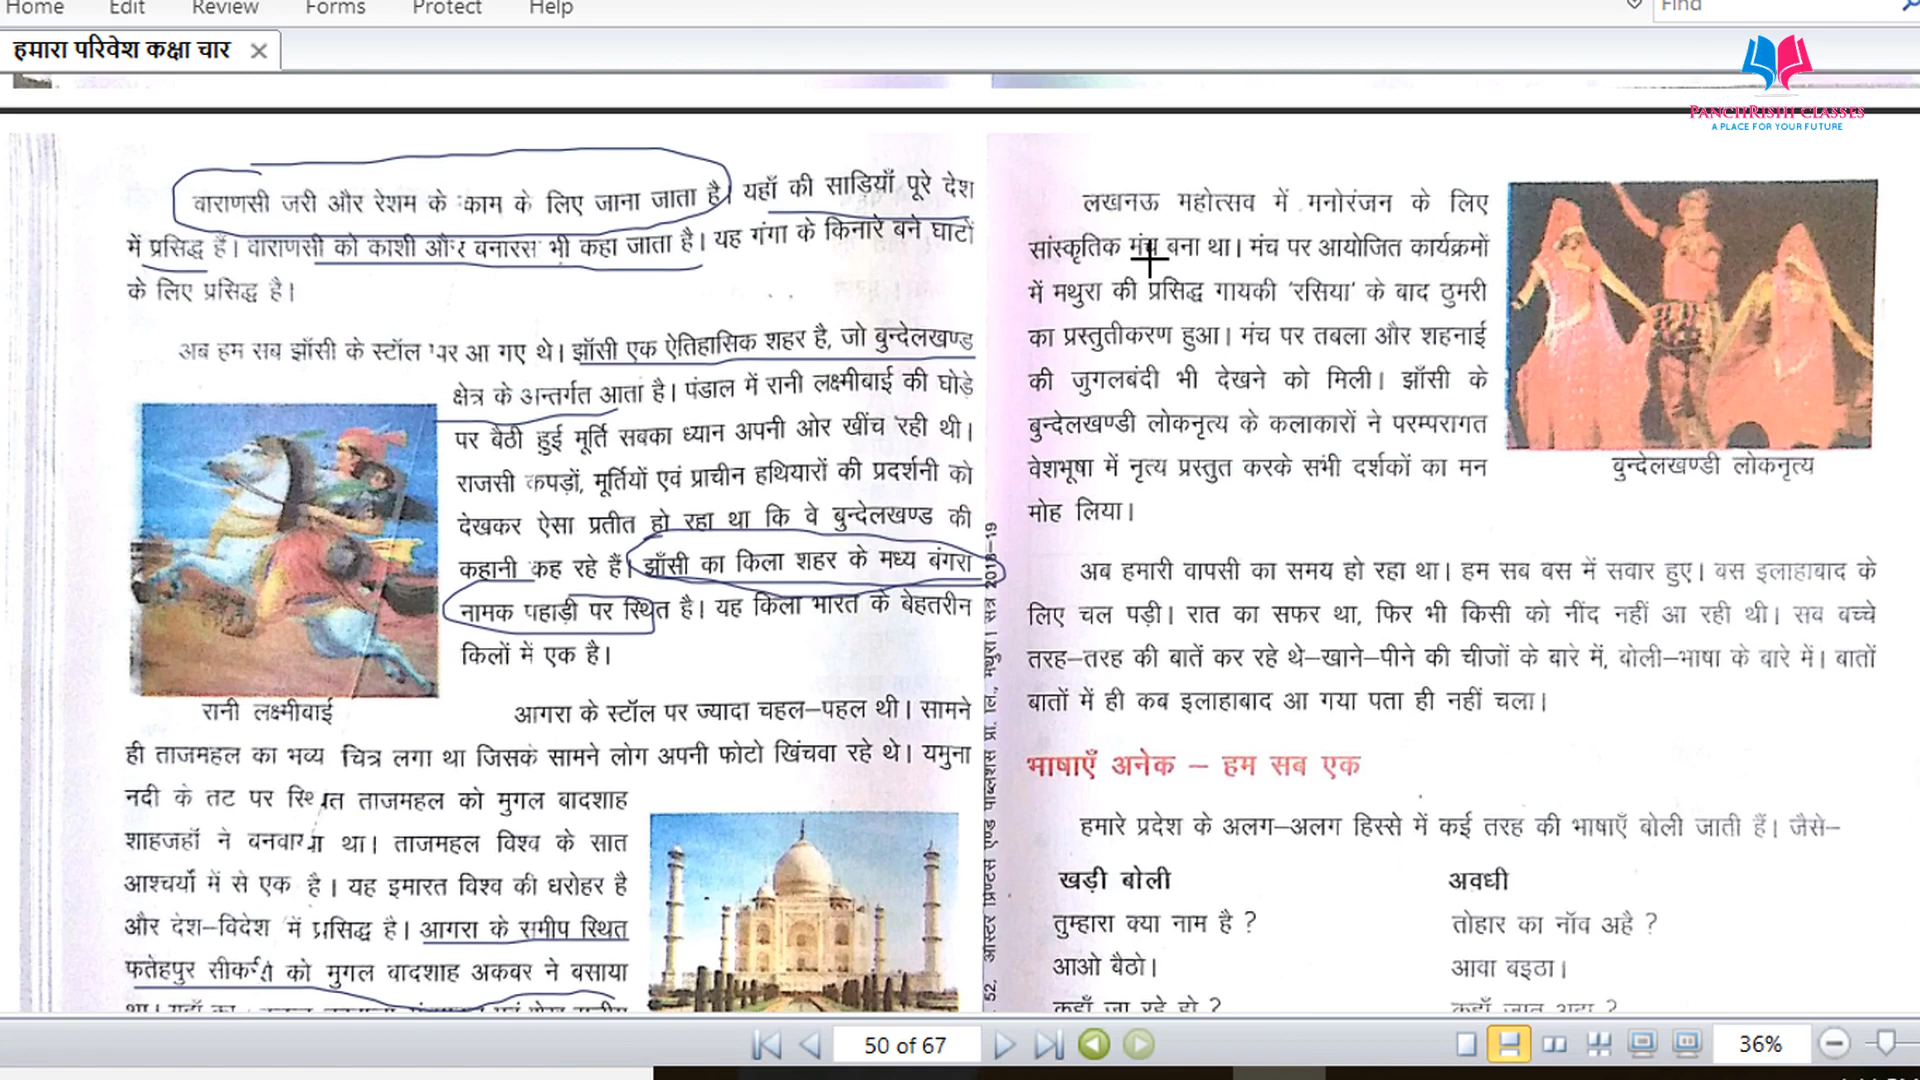 Home Edit Review Forms Protect Help
Find
हमारा परिवेश कक्षा चार
PANCHRISHI CLASSES
A PLACE FOR YOUR FUTURE
वाराणसी जरी और रेशम के काम के लिए जाना जाता है। यहाँ की साड़ियाँ पूरे देश
में प्रसिद्ध हैं। वाराणसी को काशी और बनारस भी कहा जाता है। यह गंगा के किनारे बने घाटों
के लिए प्रसिद्ध है।
अब हम सब झाँसी के स्टॉल पर आ गए थे। झाँसी एक ऐतिहासिक शहर है, जो बुन्देलखण्ड
क्षेत्र के अन्तर्गत आता है। पंडाल में रानी लक्ष्मीबाई की घोड़े
पर बैठी हुई मूर्ति सबका ध्यान अपनी ओर खींच रही थी।
राजसी कपड़ों, मूर्तियों एवं प्राचीन हथियारों की प्रदर्शनी को
देखकर ऐसा प्रतीत हो रहा था कि वे बुन्देलखण्ड की
कहानी कह रहे हैं। झाँसी का किला शहर के मध्य बंगरा
नामक पहाड़ी पर स्थित है। यह किला भारत के बेहतरीन
किलों में एक है।
रानी लक्ष्मीबाई
आगरा के स्टॉल पर ज्यादा चहल–पहल थी। सामने
ही ताजमहल का भव्य चित्र लगा था जिसके सामने लोग अपनी फोटो खिंचवा रहे थे। यमुना
नदी के तट पर स्थित ताजमहल को मुगल बादशाह
शाहजहाँ ने बनवाया था। ताजमहल विश्व के सात
आश्चर्यों में से एक है। यह इमारत विश्व की धरोहर है
और देश–विदेश में प्रसिद्ध है। आगरा के समीप स्थित
फतेहपुर सीकरी को मुगल बादशाह अकबर ने बसाया
था। यहाँ का
लखनऊ महोत्सव में मनोरंजन के लिए
सांस्कृतिक मंच बना था। मंच पर आयोजित कार्यक्रमों
में मथुरा की प्रसिद्ध गायकी 'रसिया' के बाद ठुमरी
का प्रस्तुतीकरण हुआ। मंच पर तबला और शहनाई
की जुगलबंदी भी देखने को मिली। झाँसी के
बुन्देलखण्डी लोकनृत्य के कलाकारों ने परम्परागत
वेशभूषा में नृत्य प्रस्तुत करके सभी दर्शकों का मन
मोह लिया।
बुन्देलखण्डी लोकनृत्य
अब हमारी वापसी का समय हो रहा था। हम सब बस में सवार हुए। बस इलाहाबाद के
लिए चल पड़ी। रात का सफर था, फिर भी किसी को नींद नहीं आ रही थी। सब बच्चे
तरह–तरह की बातें कर रहे थे–खाने–पीने की चीजों के बारे में, बोली–भाषा के बारे में। बातों
बातों में ही कब इलाहाबाद आ गया पता ही नहीं चला।
भाषाएँ अनेक – हम सब एक
हमारे प्रदेश के अलग–अलग हिस्से में कई तरह की भाषाएँ बोली जाती हैं। जैसे–
खड़ी बोली अवधी
तुम्हारा क्या नाम है ? तोहार का नाँव अहै ?
आओ बैठो। आवा बइठा।
कहाँ जा रहे हो ? कहाँ जात अहा ?
50 of 67
36%